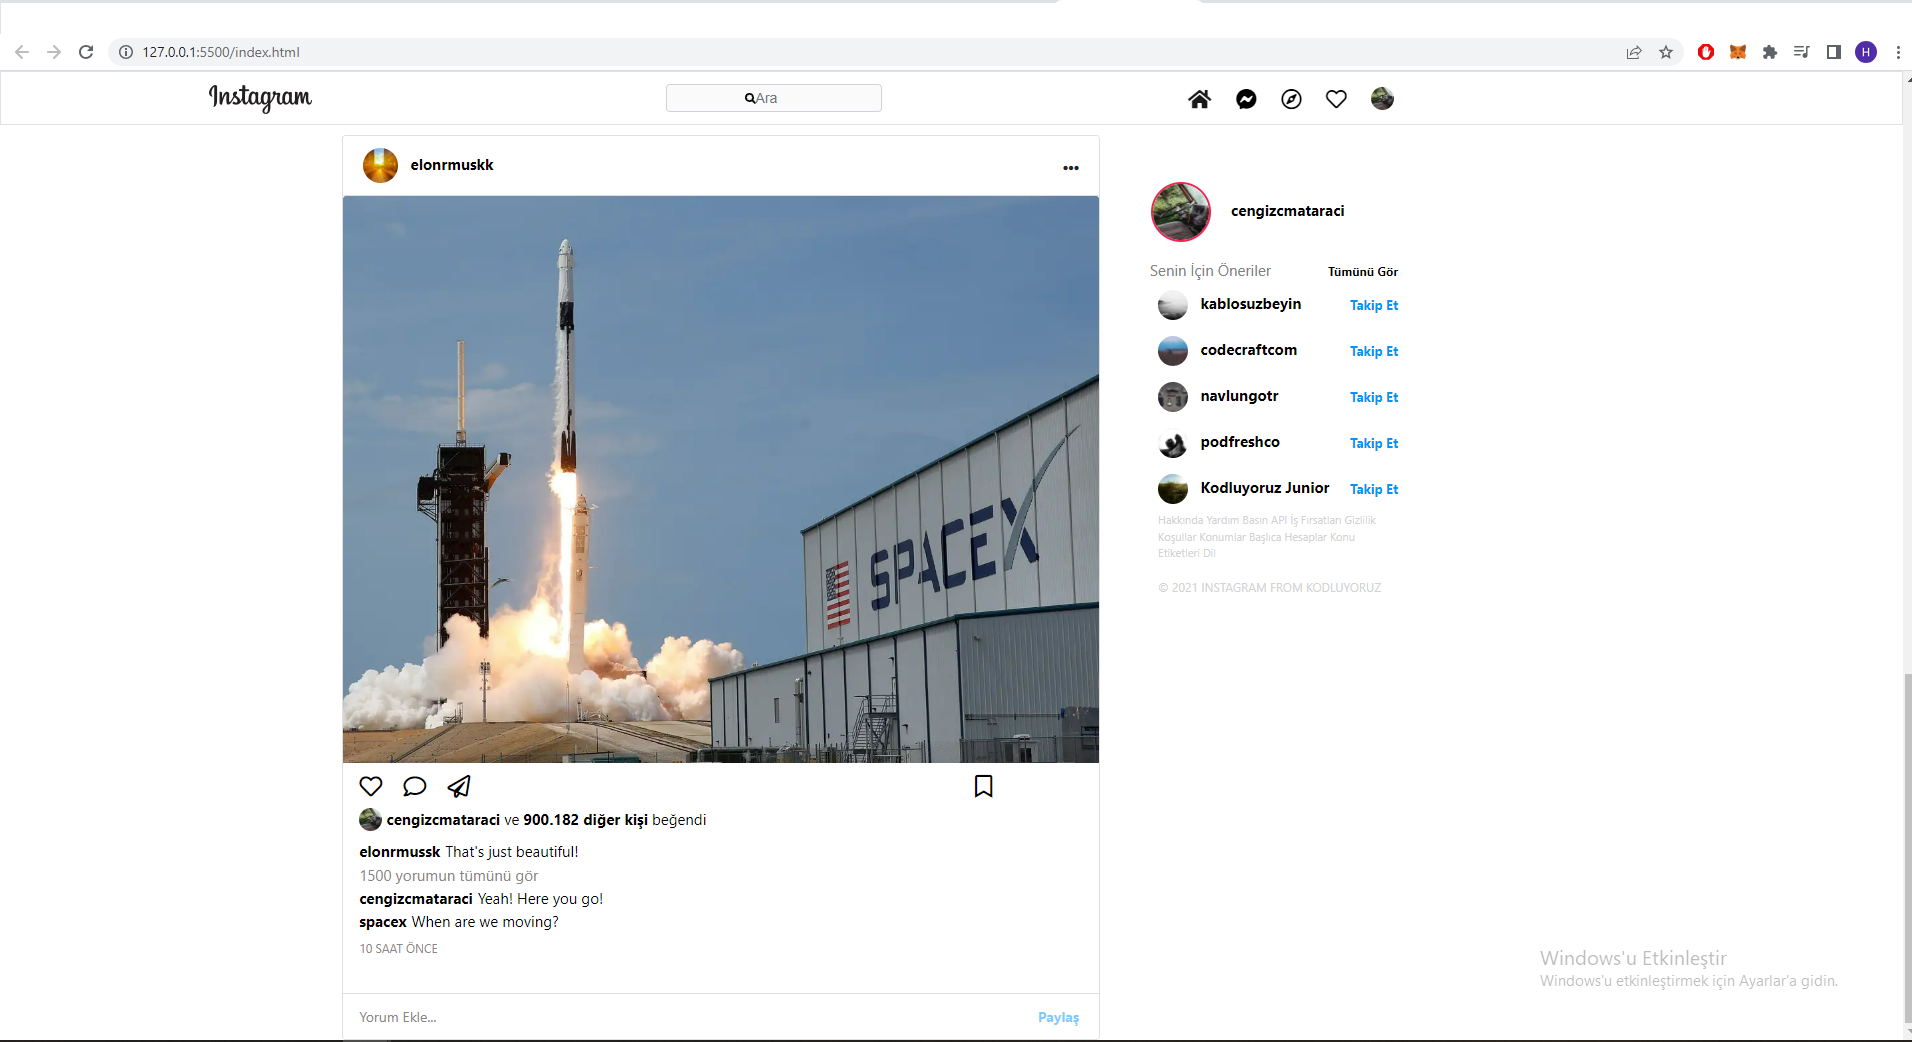 127.0.0.1:5500/index.html
H
Instagram
Ara
elonrmuskk
SPACEX
cengizcmataraci
Senin İçin Öneriler Tümünü Gör
kablosuzbeyin Takip Et
codecraftcom Takip Et
navlungotr Takip Et
podfreshco Takip Et
Kodluyoruz Junior Takip Et
Hakkında Yardım Basın API İş Fırsatları Gizlilik
Koşullar Konumlar Başlıca Hesaplar Konu
Etiketleri Dil
© 2021 INSTAGRAM FROM KODLUYORUZ
cengizcmataraci ve 900.182 diğer kişi beğendi
elonrmussk That's just beautiful!
1500 yorumun tümünü gör
cengizcmataraci Yeah! Here you go!
spacex When are we moving?
10 SAAT ÖNCE
Yorum Ekle... Paylaş
Windows'u Etkinleştir
Windows'u etkinleştirmek için Ayarlar'a gidin.